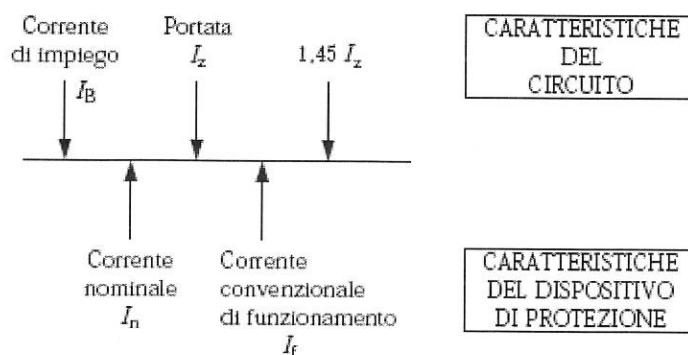 Corrente
di impiego
I_B
Portata
I_z
1,45 I_z
CARATTERISTICHE
DEL
CIRCUITO
Corrente
nominale
I_n
Corrente
convenzionale
di funzionamento
I_f
CARATTERISTICHE
DEL DISPOSITIVO
DI PROTEZIONE